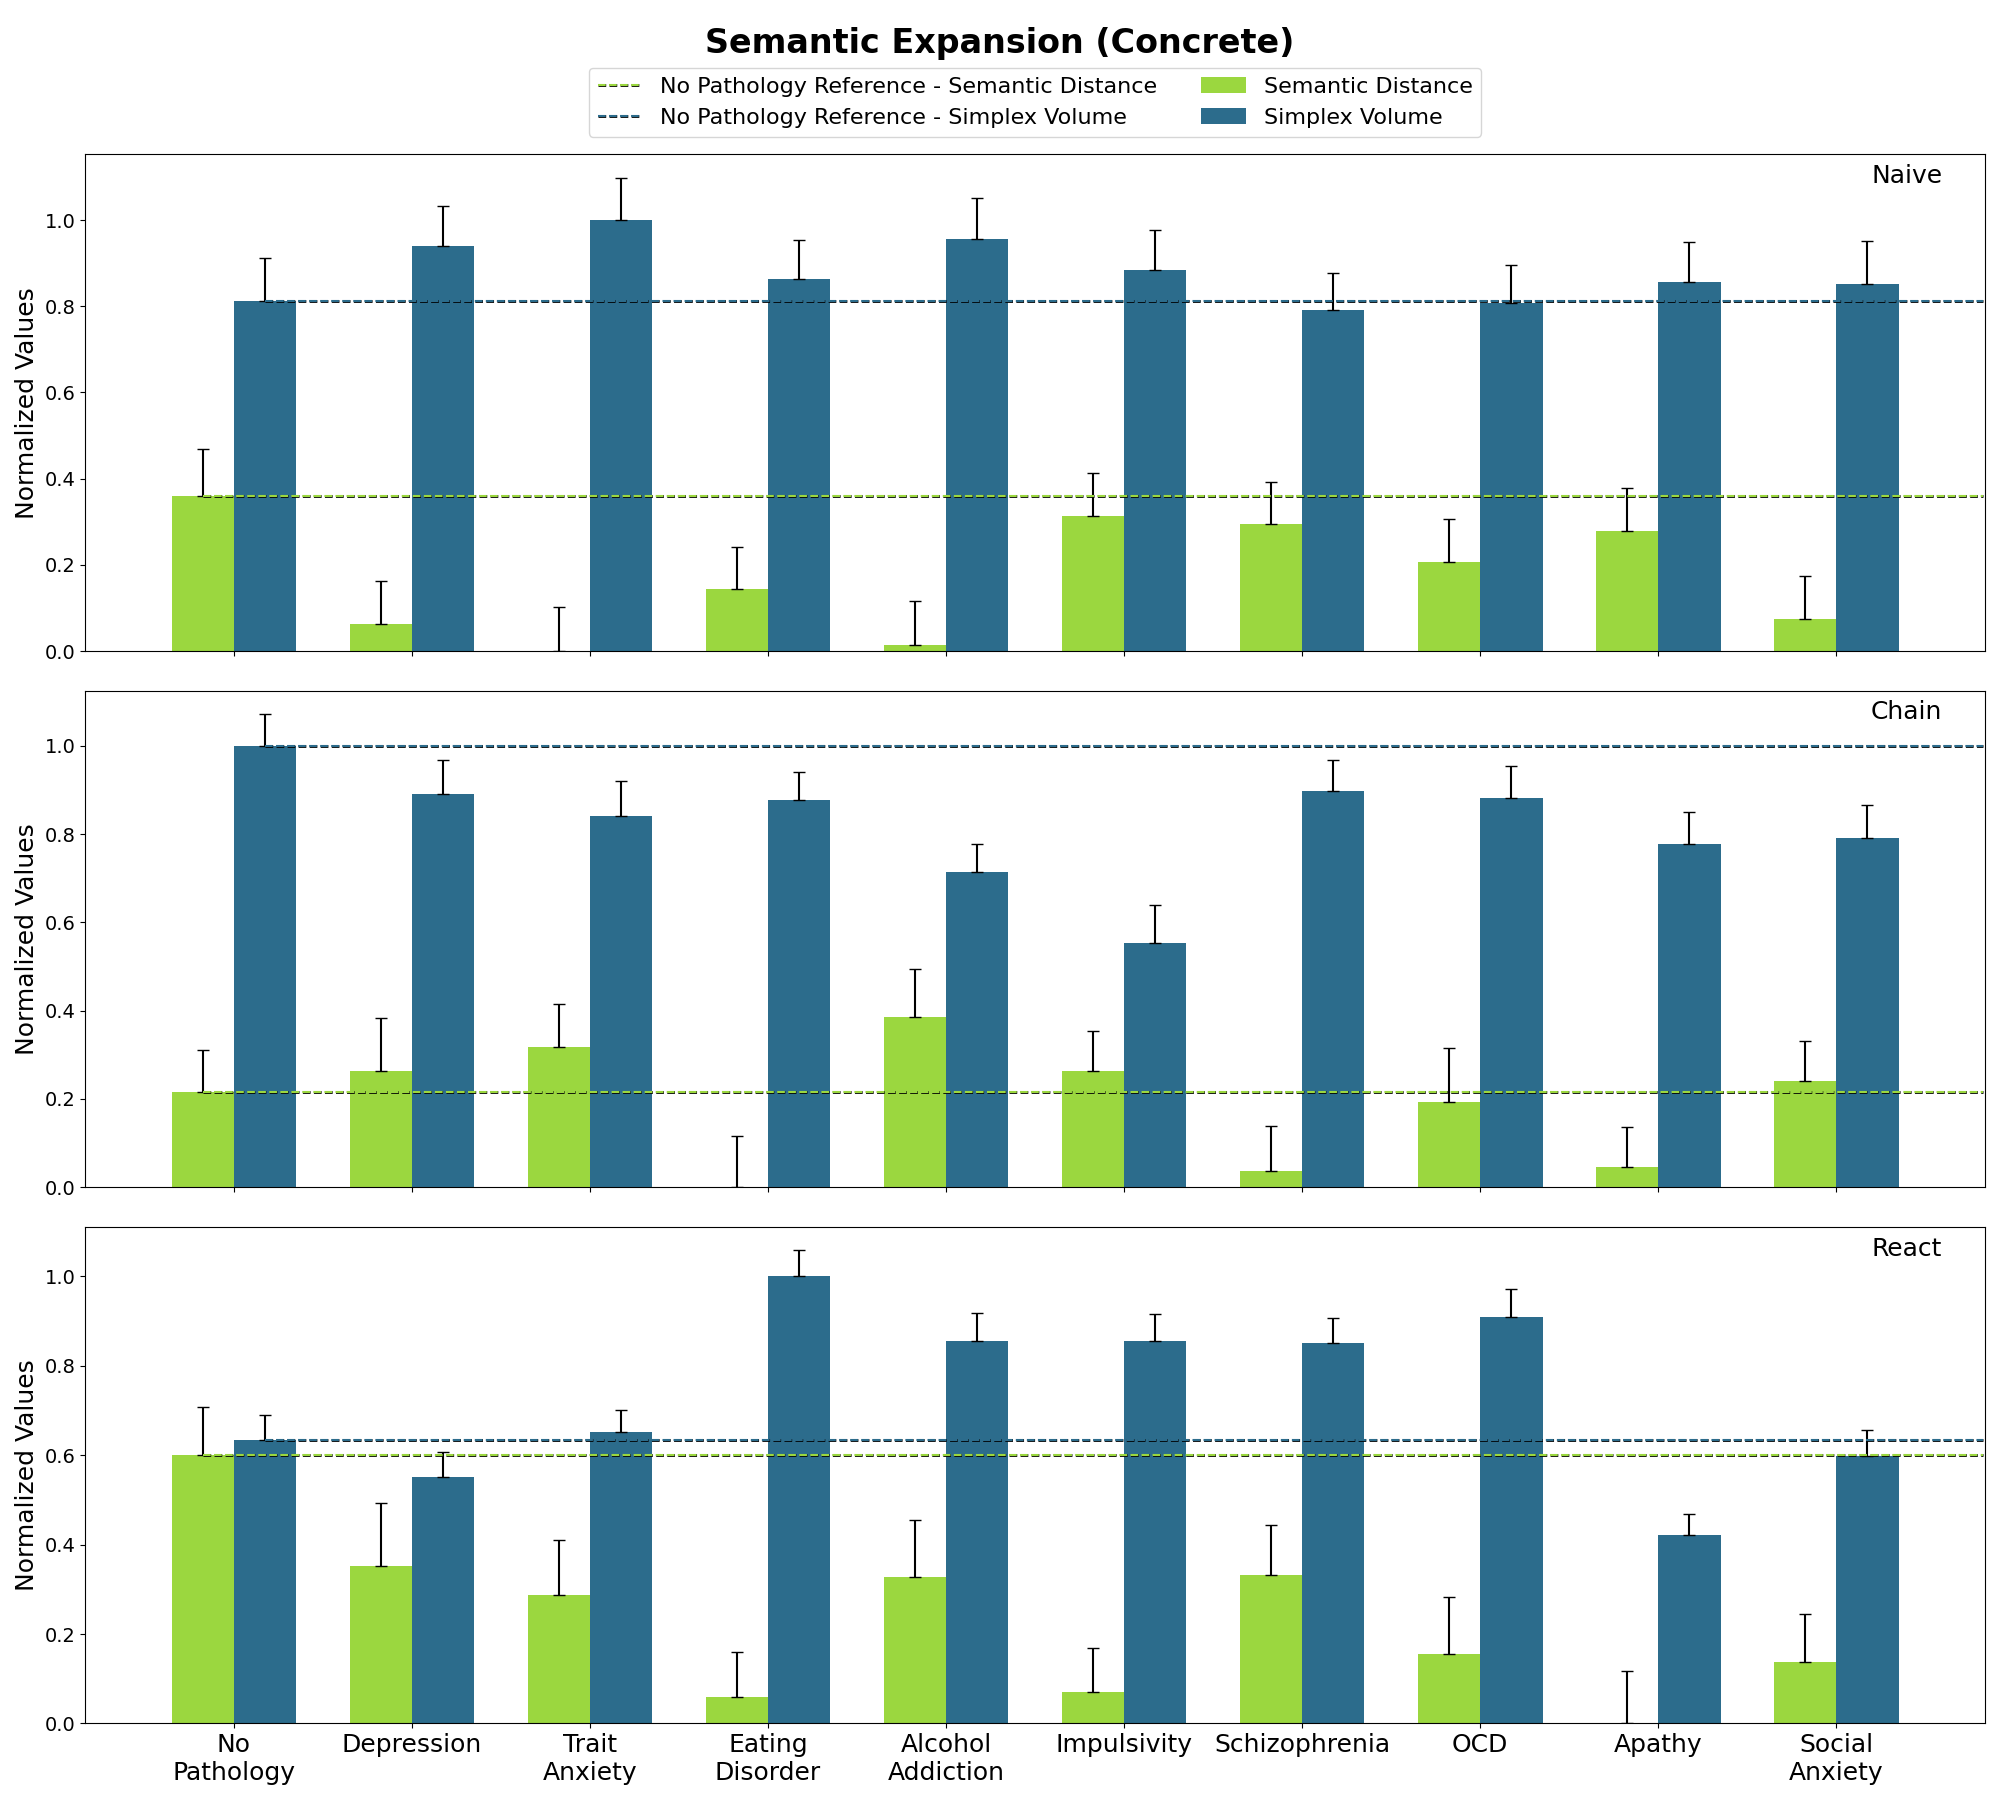 Semantic Expansion (Concrete)
No Pathology Reference - Semantic Distance
No Pathology Reference - Simplex Volume
Semantic Distance
Simplex Volume
Naive
Normalized Values
1.0
0.8
0.6
0.4
0.2
0.0
Chain
Normalized Values
1.0
0.8
0.6
0.4
0.2
0.0
React
Normalized Values
1.0
0.8
0.6
0.4
0.2
0.0
No
Pathology
Depression
Trait
Anxiety
Eating
Disorder
Alcohol
Addiction
Impulsivity
Schizophrenia
OCD
Apathy
Social
Anxiety